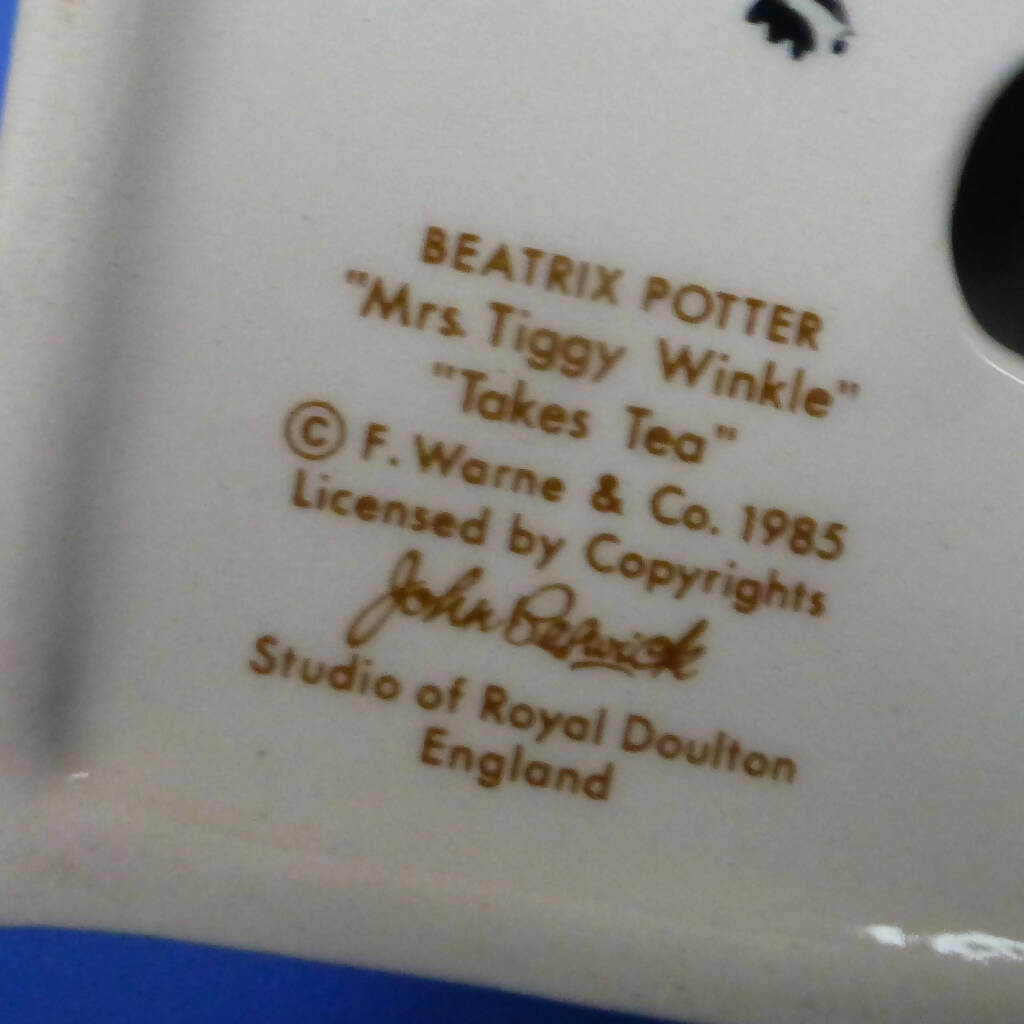 BEATRIX POTTER
"Mrs. Tiggy Winkle"
"Takes Tea"
© F. Warne & Co. 1985
Licensed by Copyrights
John Beswick
Studio of Royal Doulton
England